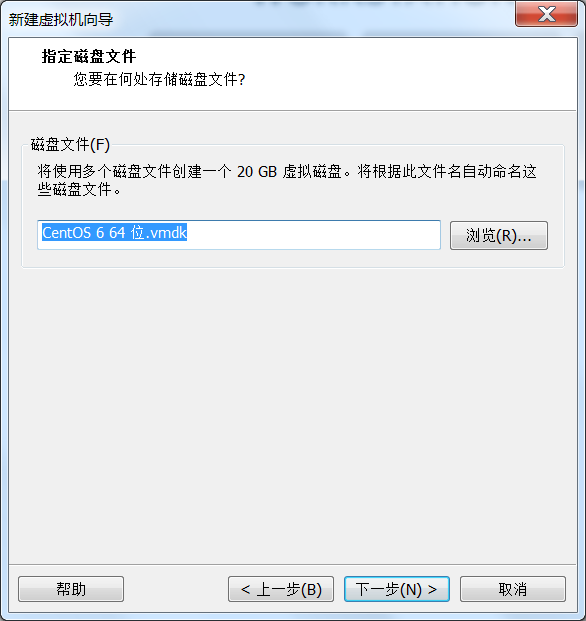 新建虚拟机向导
指定磁盘文件
您要在何处存储磁盘文件?
磁盘文件(F)
将使用多个磁盘文件创建一个 20 GB 虚拟磁盘。将根据此文件名自动命名这
些磁盘文件。
CentOS 6 64 位.vmdk
浏览(R)...
帮助
< 上一步(B)
下一步(N) >
取消